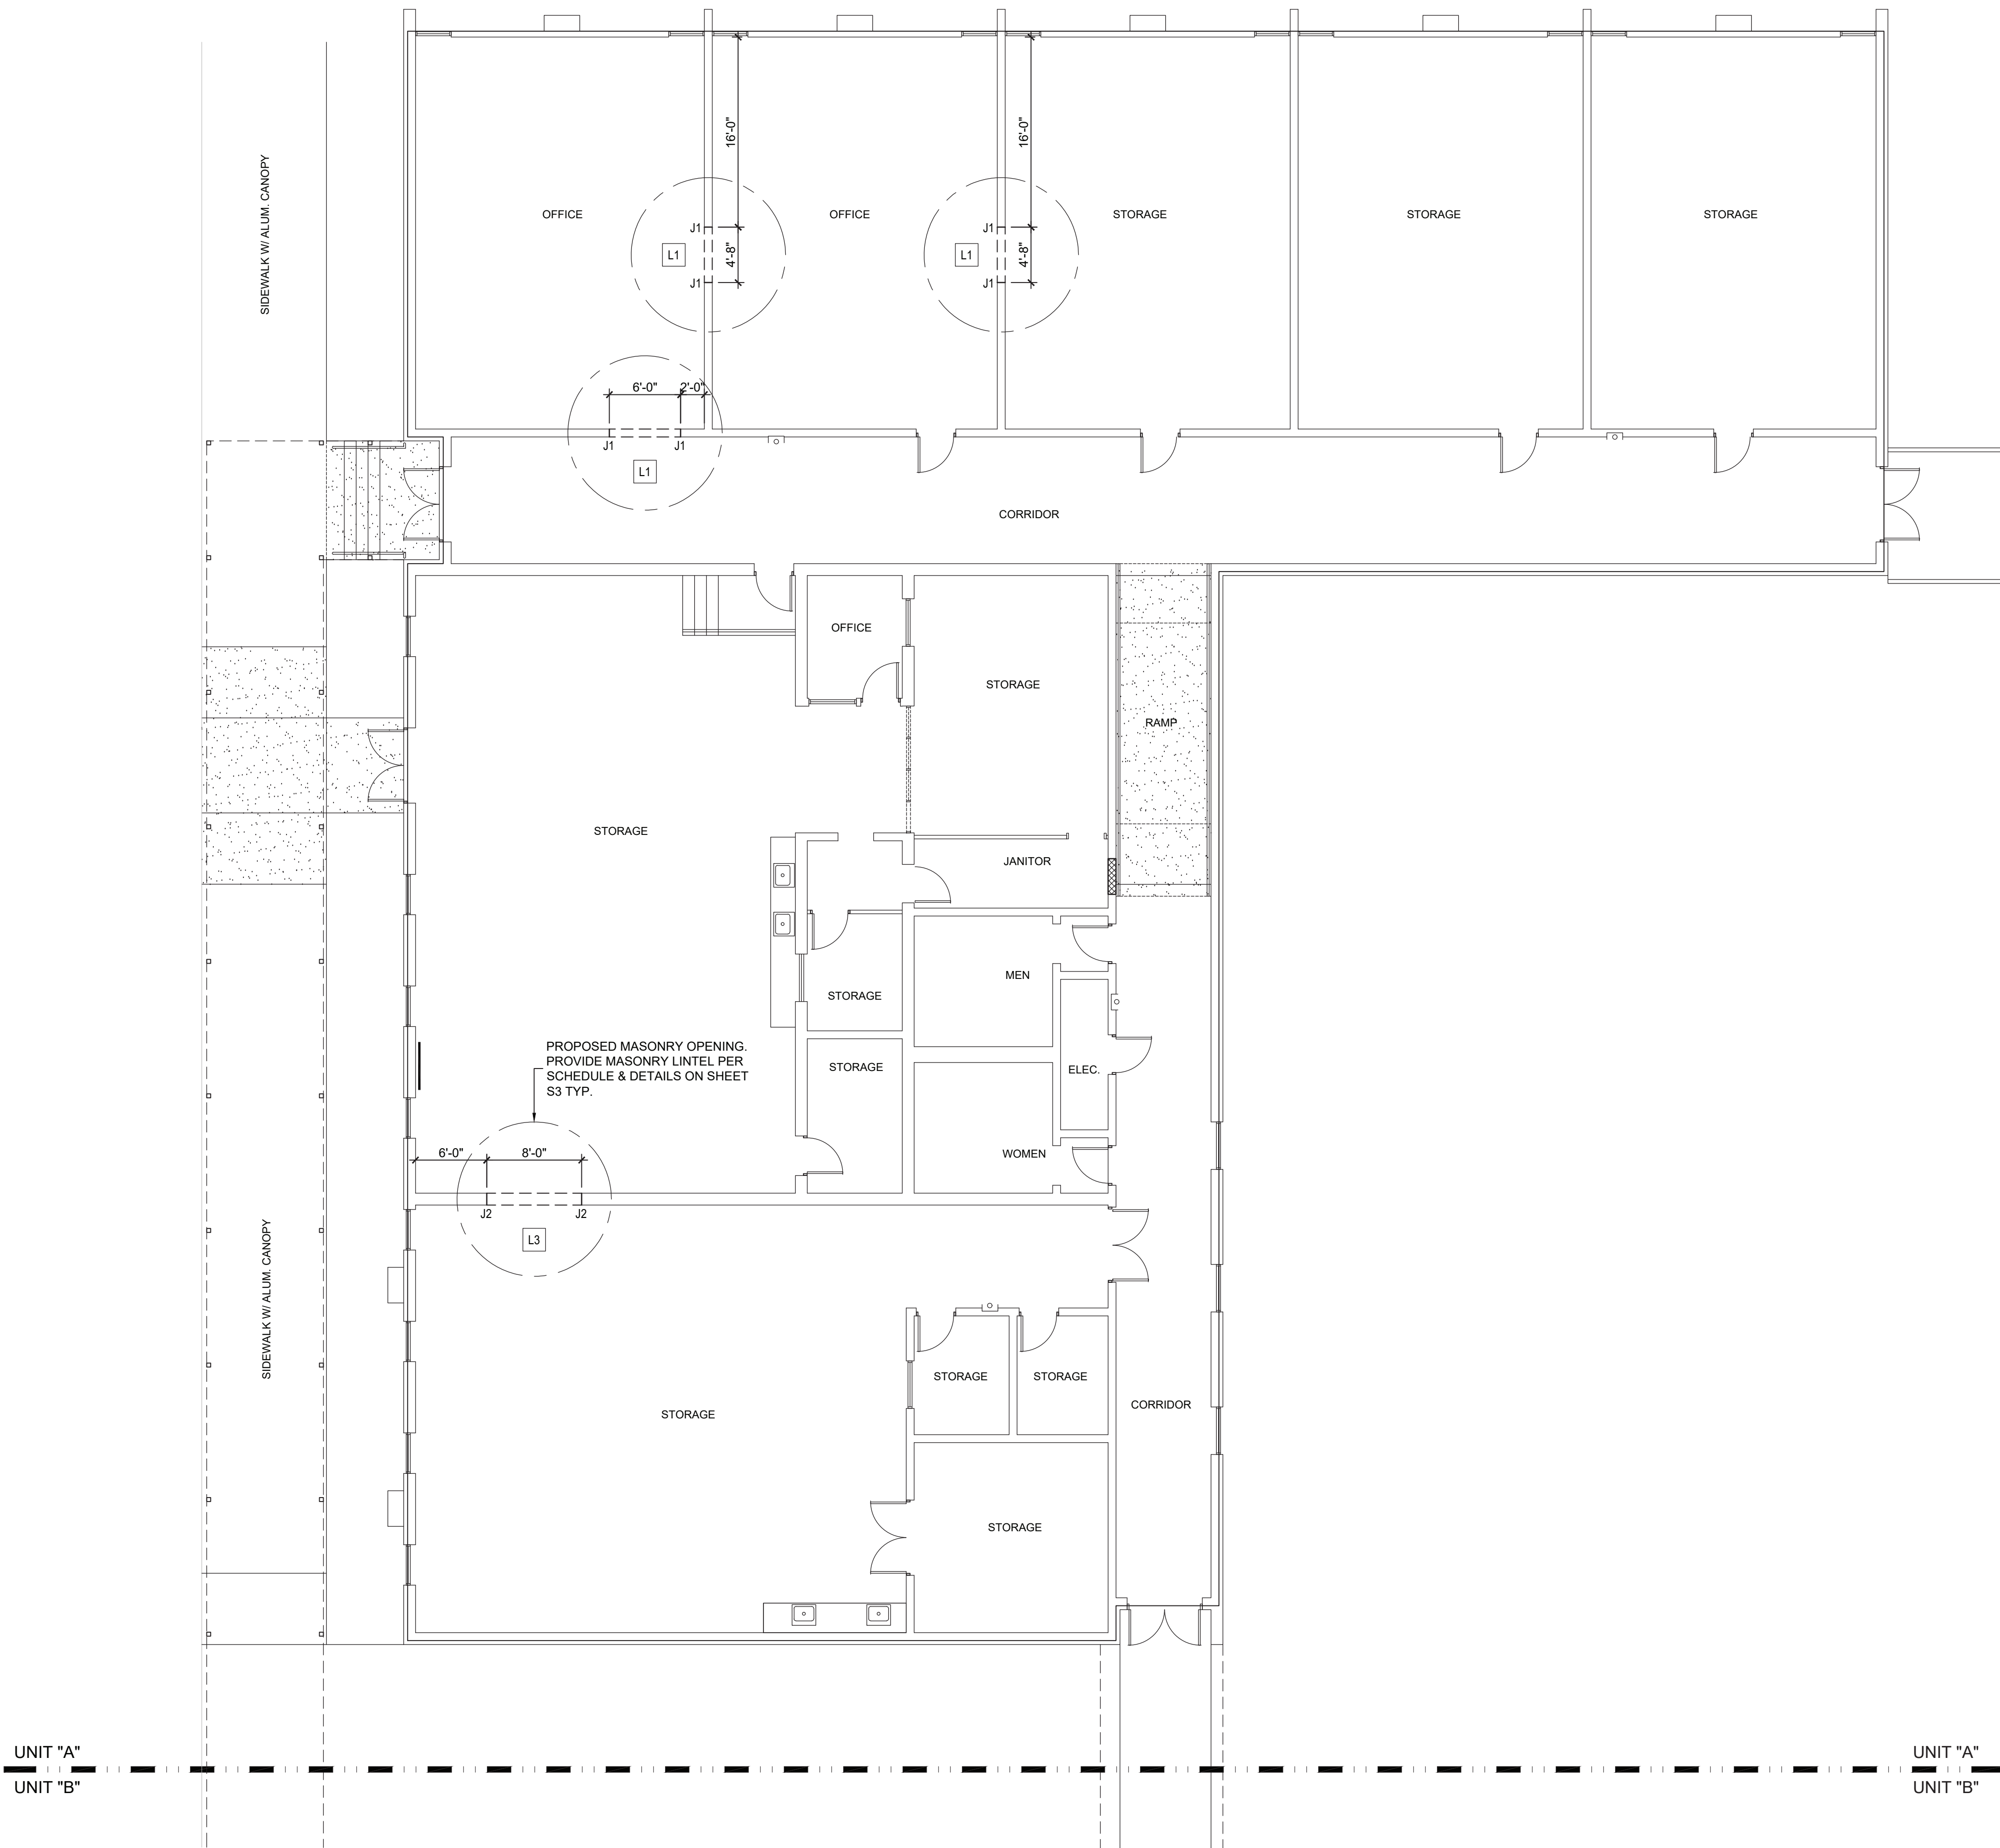 SIDEWALK W/ ALUM. CANOPY
16'-0"
16'-0"
OFFICE
OFFICE
STORAGE
STORAGE
STORAGE
J1
J1
L1
4'-8"
L1
4'-8"
J1
J1
6'-0"
2'-0"
J1
J1
L1
CORRIDOR
OFFICE
STORAGE
RAMP
STORAGE
JANITOR
MEN
STORAGE
PROPOSED MASONRY OPENING.
PROVIDE MASONRY LINTEL PER
SCHEDULE & DETAILS ON SHEET
S3 TYP.
STORAGE
ELEC.
6'-0"
8'-0"
WOMEN
J2
J2
L3
SIDEWALK W/ ALUM. CANOPY
STORAGE
STORAGE
CORRIDOR
STORAGE
STORAGE
UNIT "A"
UNIT "A"
UNIT "B"
UNIT "B"